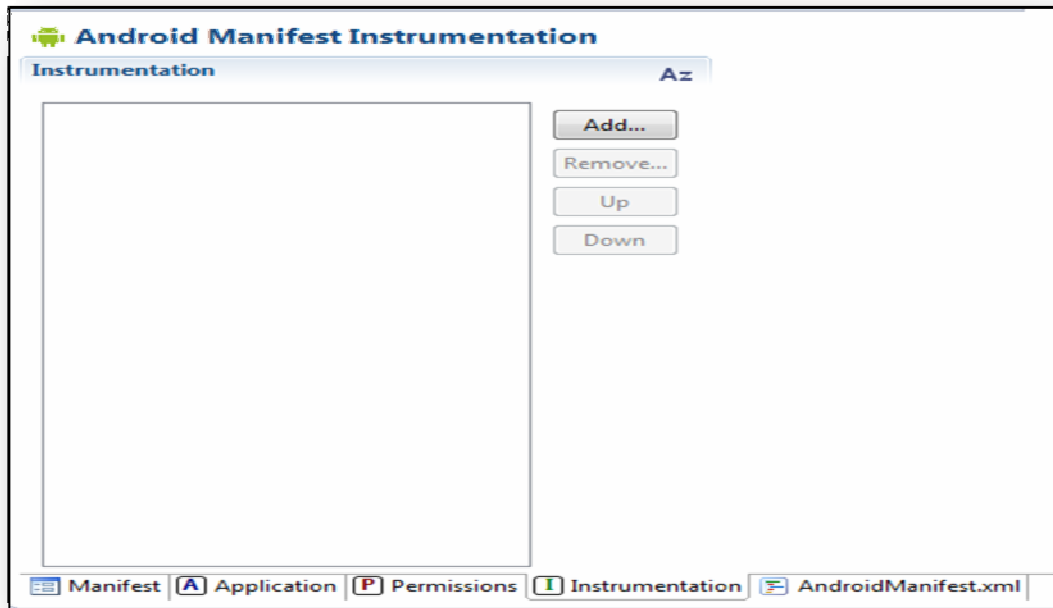 Android Manifest Instrumentation
Instrumentation
Az
Add...
Remove...
Up
Down
Manifest A Application P Permissions I Instrumentation AndroidManifest.xml